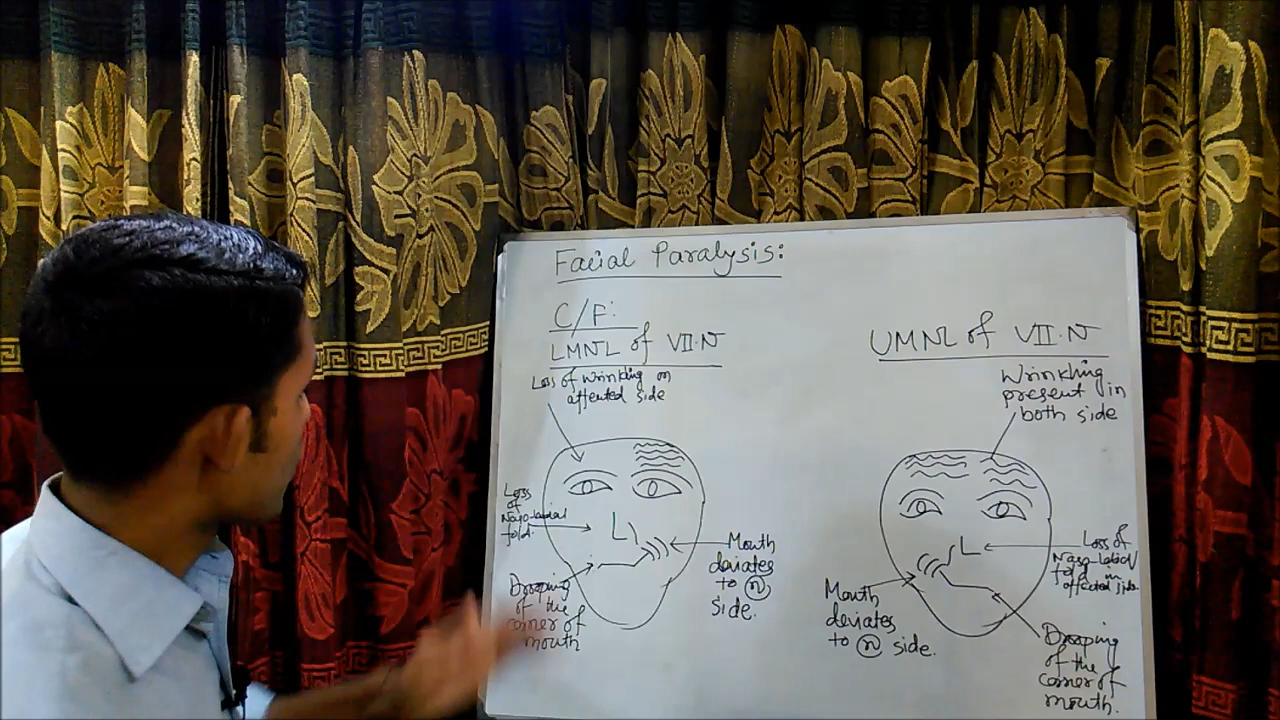 Facial Paralysis:
C/F:
LMNL of VII.N
Loss of Wrinkling on
affected side
Loss
of
Naso-labial
fold.
Drooping
of the
corner of
mouth
Mouth
deviates
to n
side.
UMNL of VII.N
Wrinkling
present in
both side
Loss of
Naso-labial
fold in
affected side.
Mouth
deviates
to n side.
Drooping
of the
corner of
mouth.